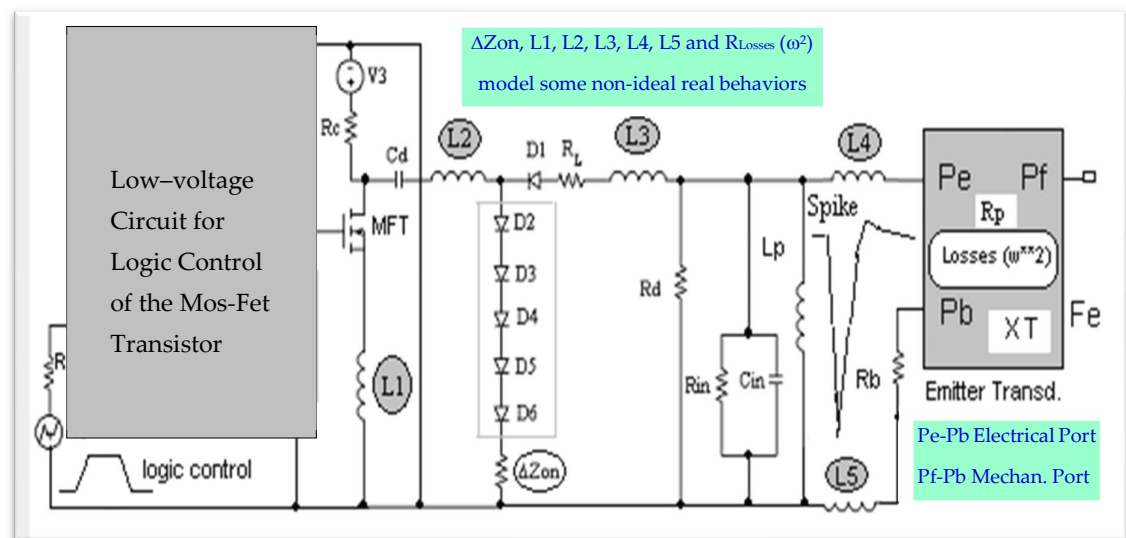 ΔZon, L1, L2, L3, L4, L5 and RLosses (ω²)
model some non-ideal real behaviors
Low–voltage
Circuit for
Logic Control
of the Mos-Fet
Transistor
V3
Rc
Cd
L2
D1
RL
L3
L4
MFT
D2
D3
D4
D5
D6
ΔZon
L1
Rd
Rin
Cin
Lp
Spike
Rb
L5
Pe
Pf
Rp
Losses (w**2)
Pb
XT
Fe
Emitter Transd.
Pe-Pb Electrical Port
Pf-Pb Mechan. Port
R
logic control